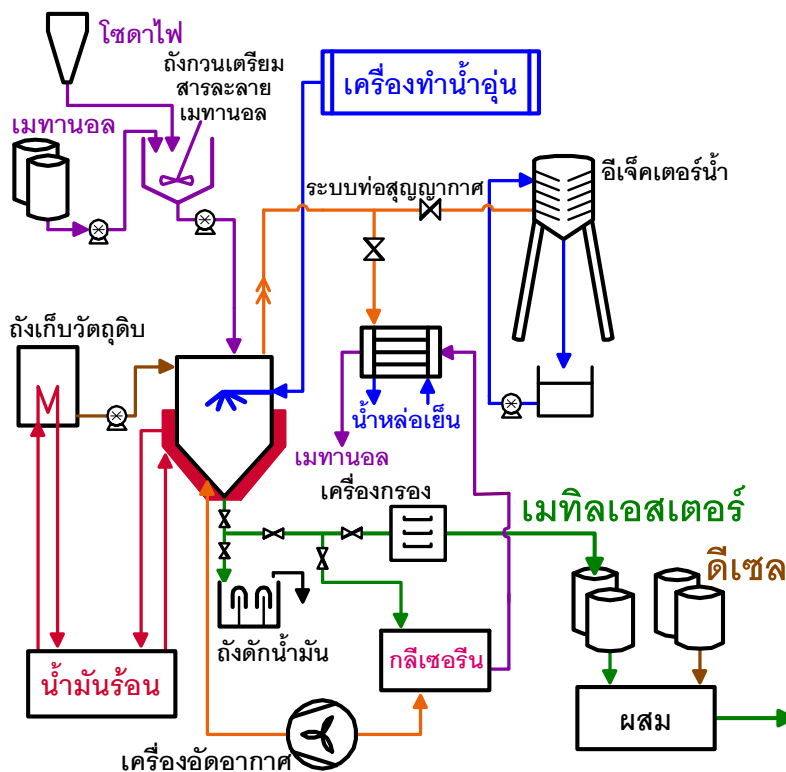 โซดาไฟ
ถังกวนเตรียม
สารละลาย
เมทานอล
เครื่องทำน้ำอุ่น
เมทานอล
ระบบท่อสุญญากาศ
อีเจ็คเตอร์น้ำ
ถังเก็บวัตถุดิบ
น้ำหล่อเย็น
เมทานอล
เครื่องกรอง
เมทิลเอสเตอร์
ดีเซล
ถังดักน้ำมัน
กลีเซอรีน
น้ำมันร้อน
ผสม
เครื่องอัดอากาศ